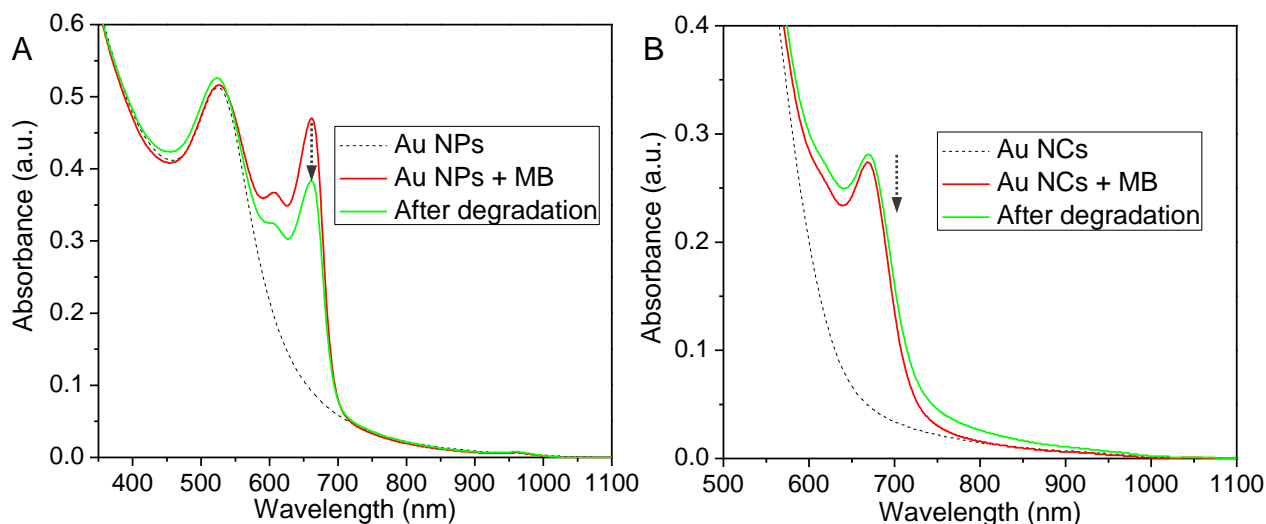 A
Absorbance (a.u.)
0.6
0.5
0.4
0.3
0.2
0.1
0.0
Au NPs
Au NPs + MB
After degradation
400 500 600 700 800 900 1000 1100
Wavelength (nm)
B
Absorbance (a.u.)
0.4
0.3
0.2
0.1
0.0
Au NCs
Au NCs + MB
After degradation
500 600 700 800 900 1000 1100
Wavelength (nm)